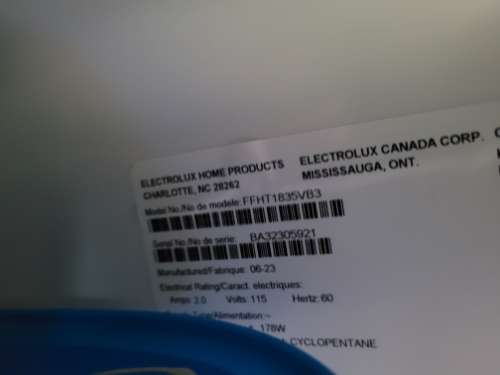 ELECTROLUX HOME PRODUCTS
CHARLOTTE, NC 28262
ELECTROLUX CANADA CORP.
MISSISSAUGA, ONT.
Model No./No de modele: FFHT1835VB3
Serial No./No de serie: BA32305921
Manufactured/Fabrique: 06-23
Electrical Rating/Caract. electriques:
Amps: 2.0 Volts: 115 Hertz: 60
Type/Alimentation:~
178W
CYCLOPENTANE